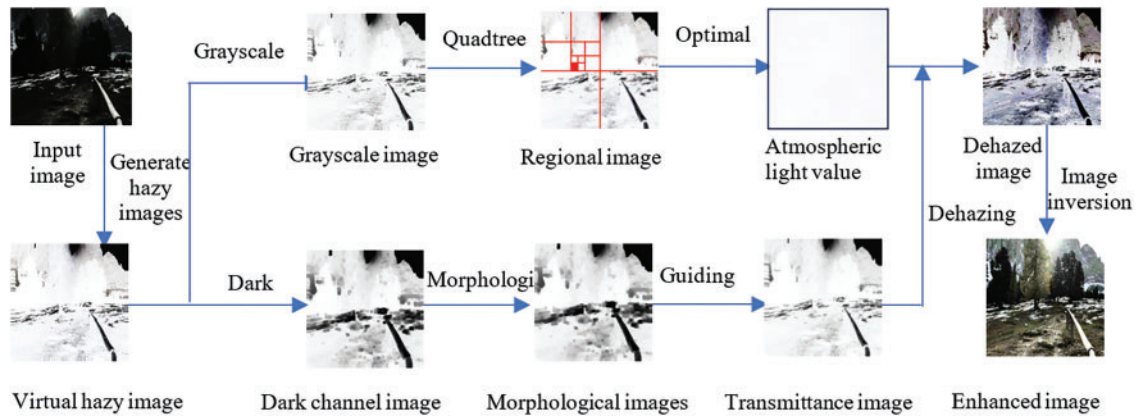 Grayscale
Quadtree
Optimal
Input
image
Generate
hazy
images
Grayscale image
Regional image
Atmospheric
light value
Dehazed
image
Image
inversion
Dehazing
Dark
Morphologi
Guiding
Virtual hazy image
Dark channel image
Morphological images
Transmittance image
Enhanced image